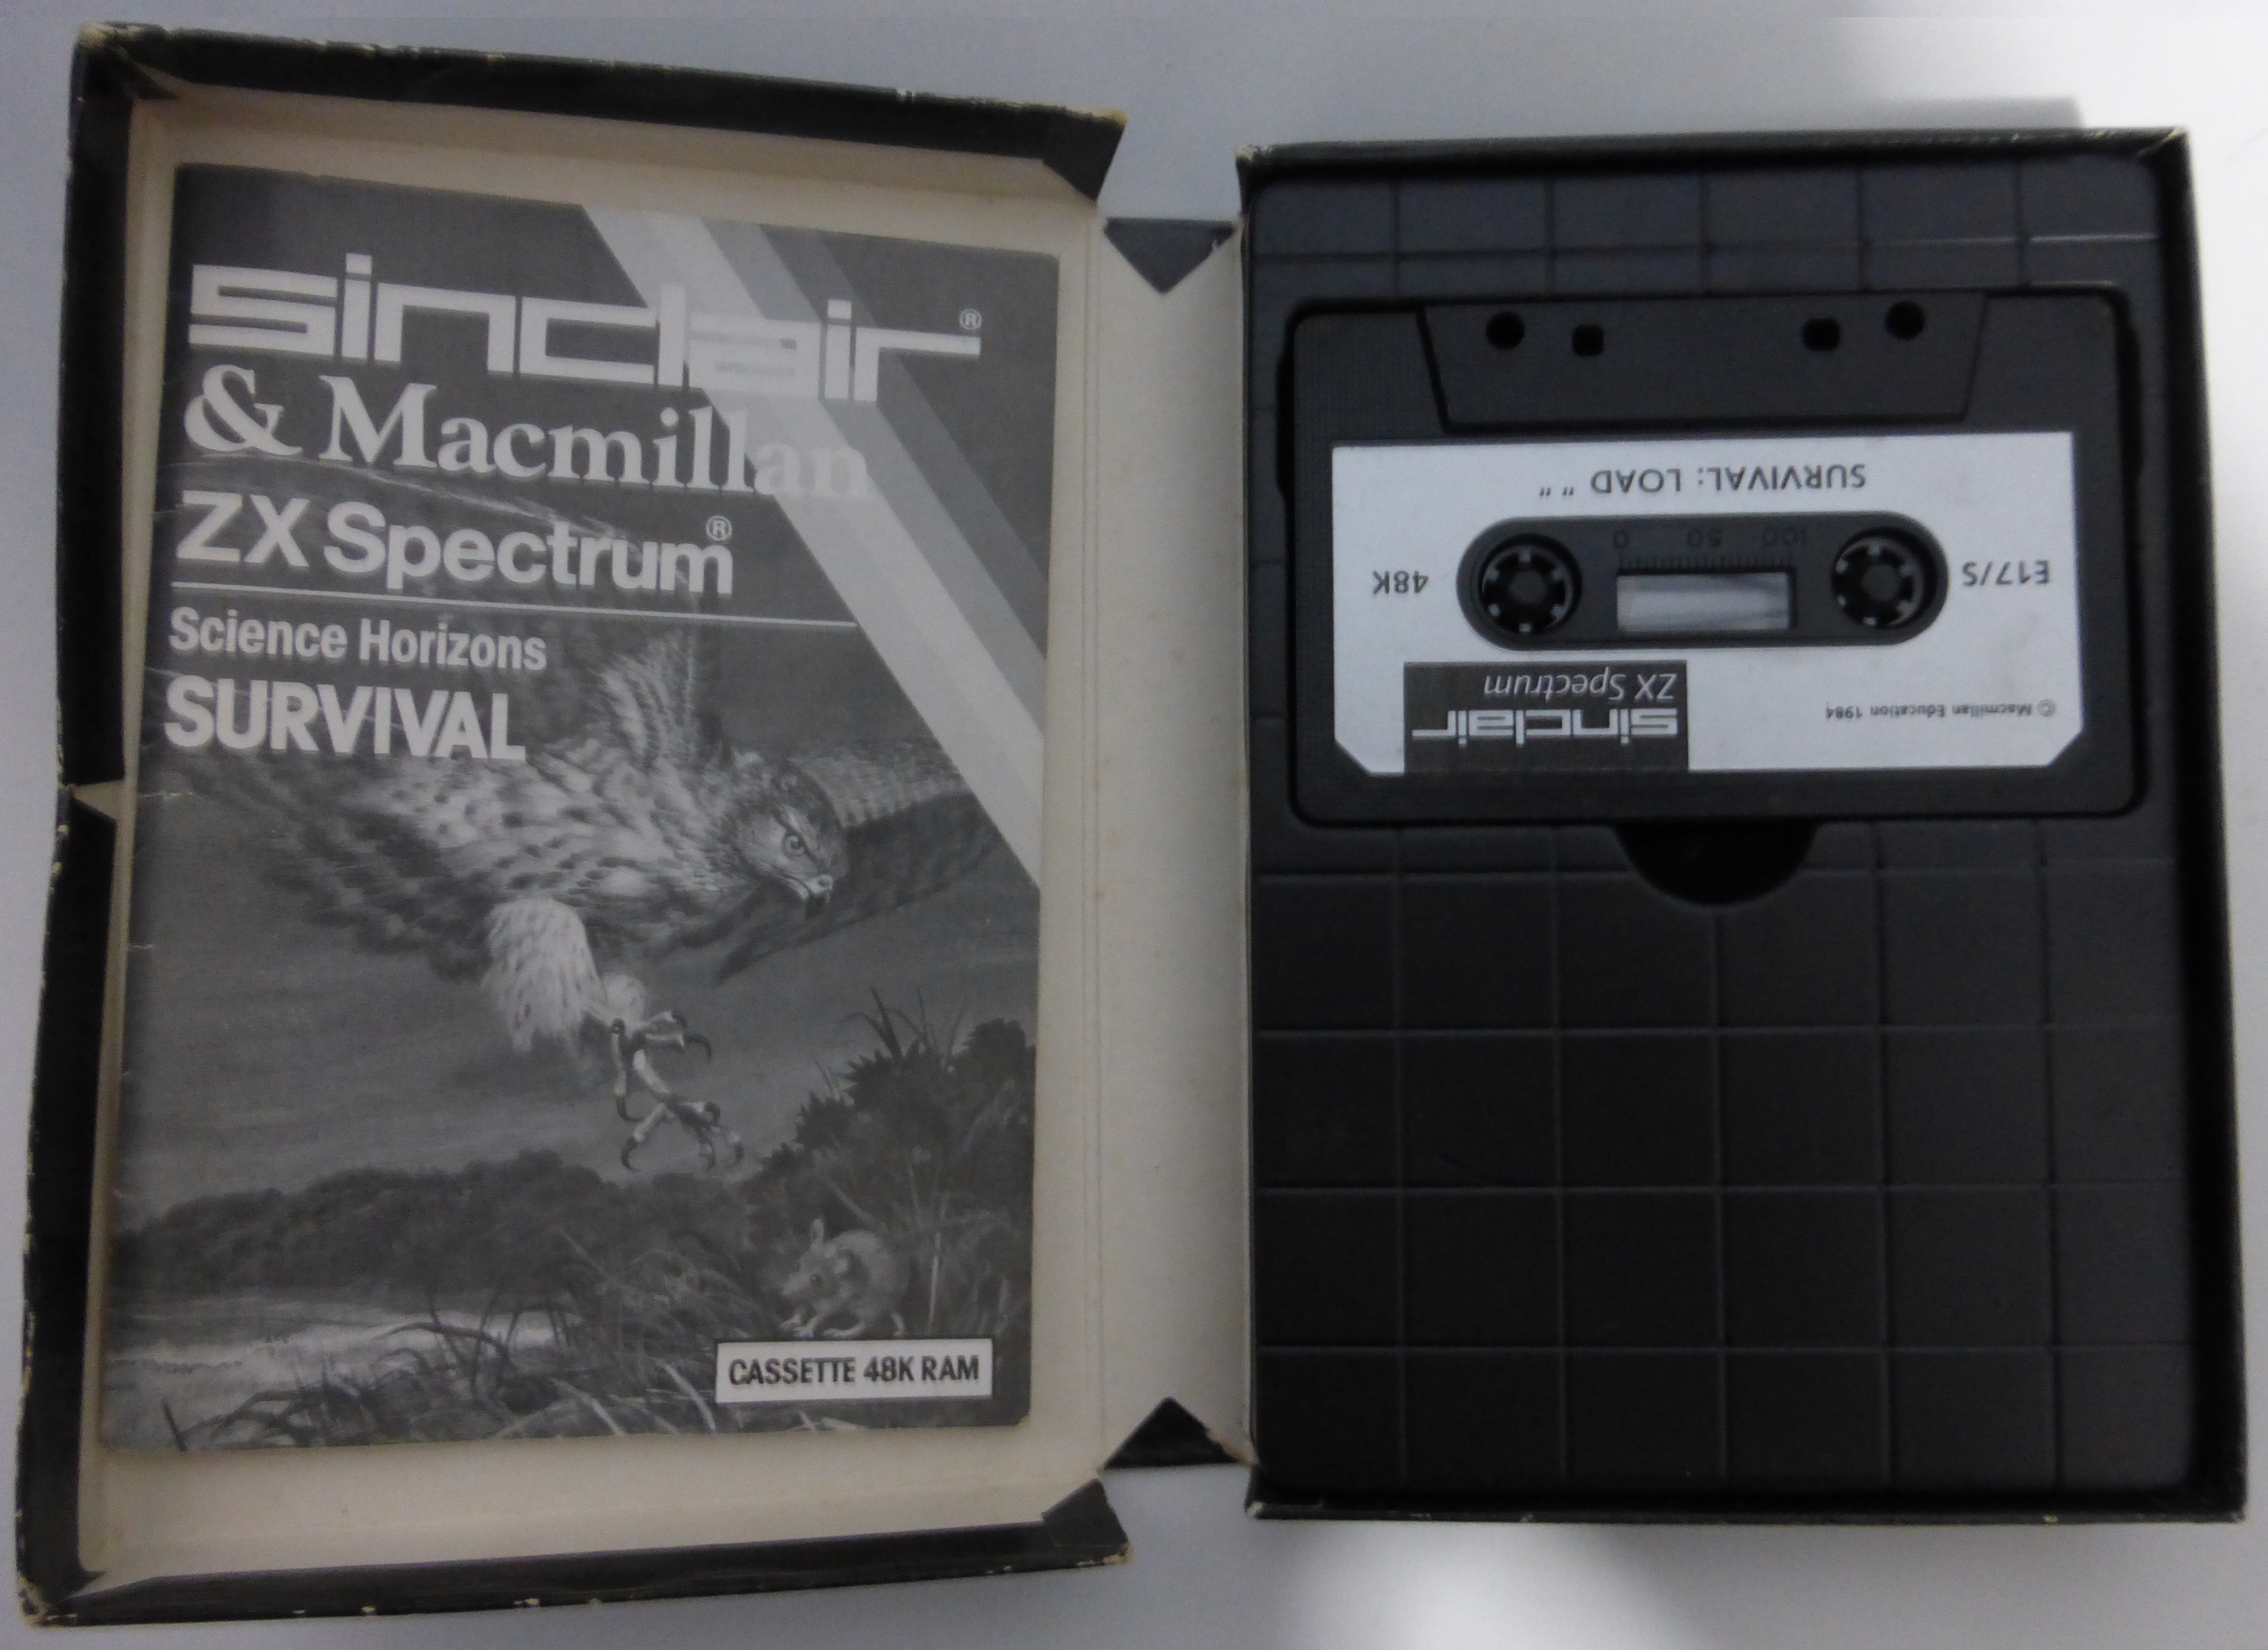 sinclair®
& Macmillan
ZX Spectrum®
Science Horizons
SURVIVAL
CASSETTE 48K RAM
SURVIVAL: LOAD " "
E17/S
0 50 100
48K
© Macmillan Education 1984
sinclair
ZX Spectrum